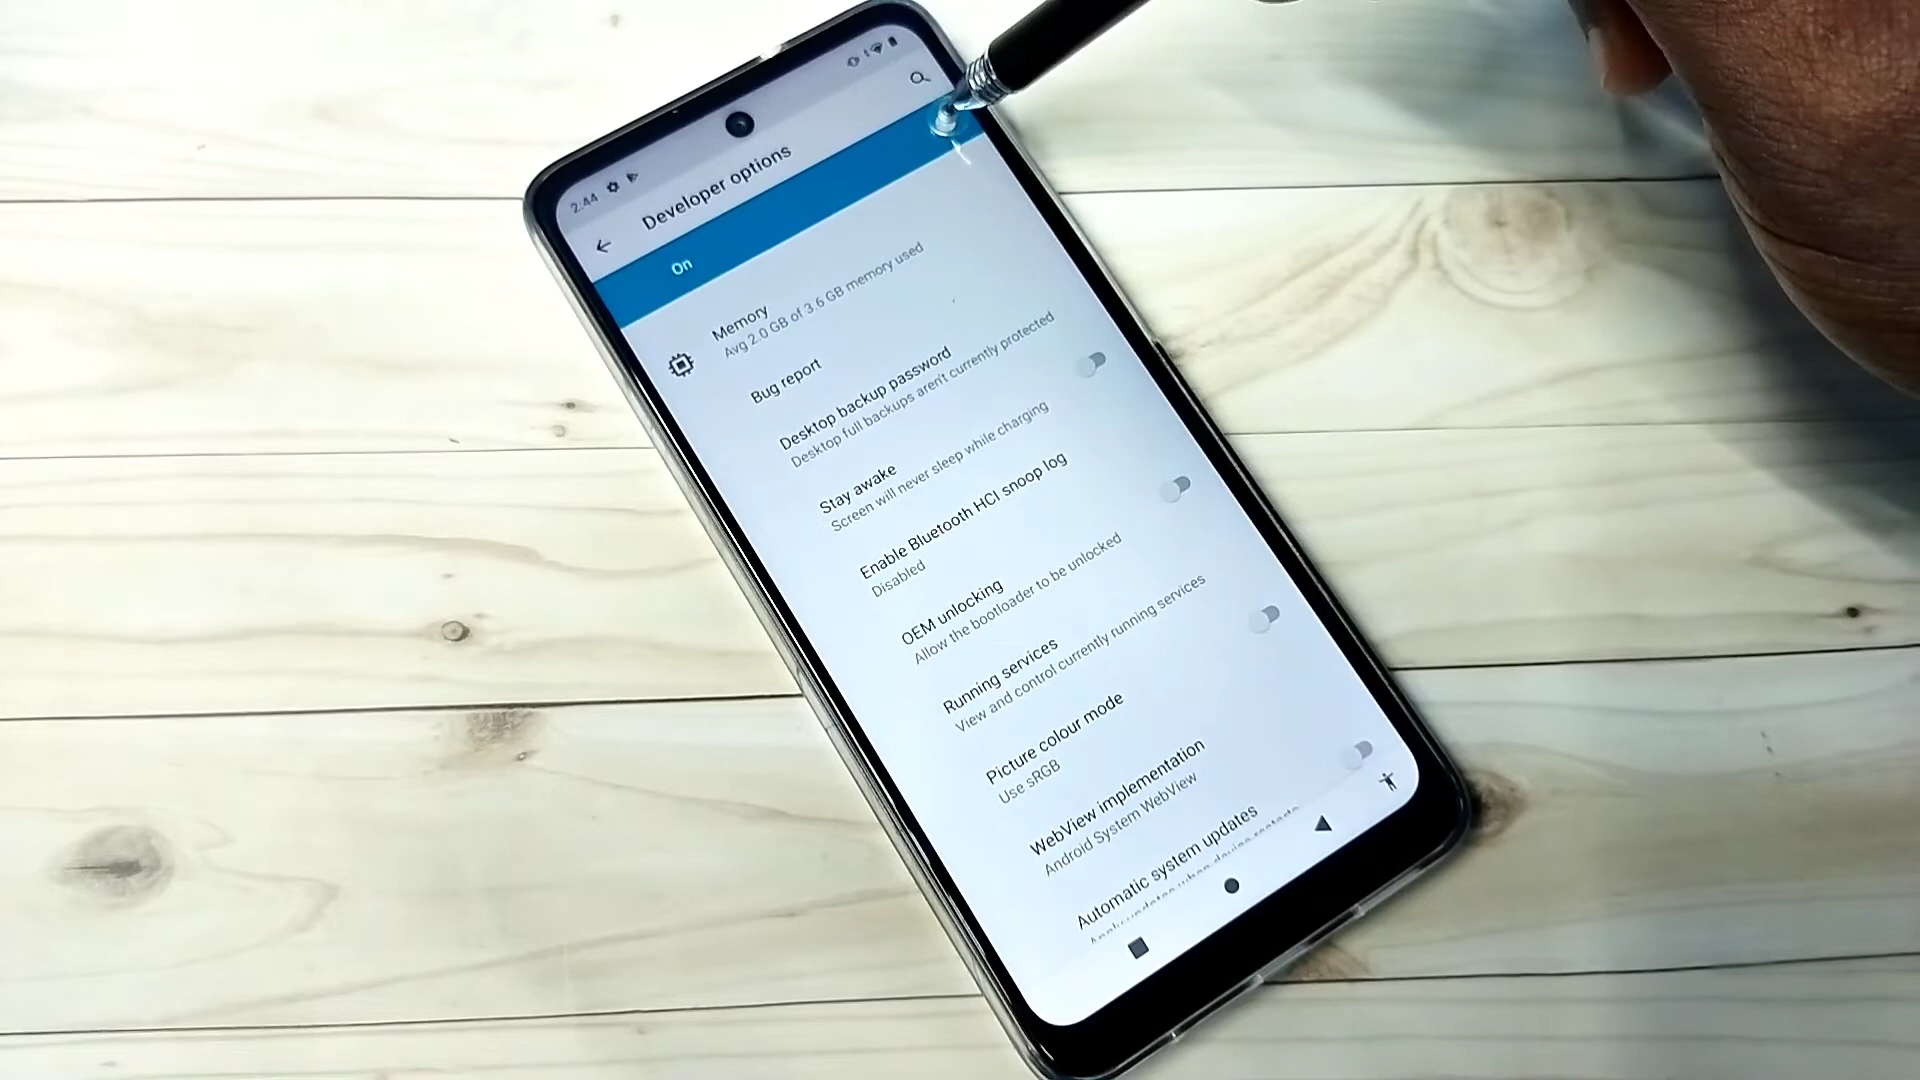 2:44
Developer options
On
Memory
Avg 2.0 GB of 3.6 GB memory used
Bug report
Desktop backup password
Desktop full backups aren't currently protected
Stay awake
Screen will never sleep while charging
Enable Bluetooth HCI snoop log
Disabled
OEM unlocking
Allow the bootloader to be unlocked
Running services
View and control currently running services
Picture colour mode
Use sRGB
WebView implementation
Android System WebView
Automatic system updates